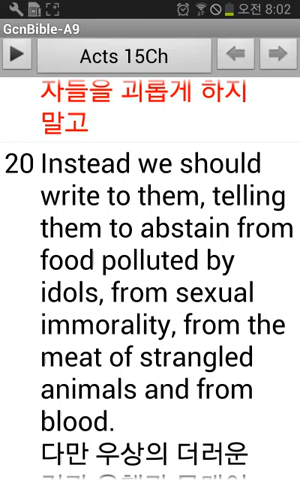 오전 8:02
GcnBible-A9
Acts 15Ch
자들을 괴롭게 하지
말고
20 Instead we should
write to them, telling
them to abstain from
food polluted by
idols, from sexual
immorality, from the
meat of strangled
animals and from
blood.
다만 우상의 더러운